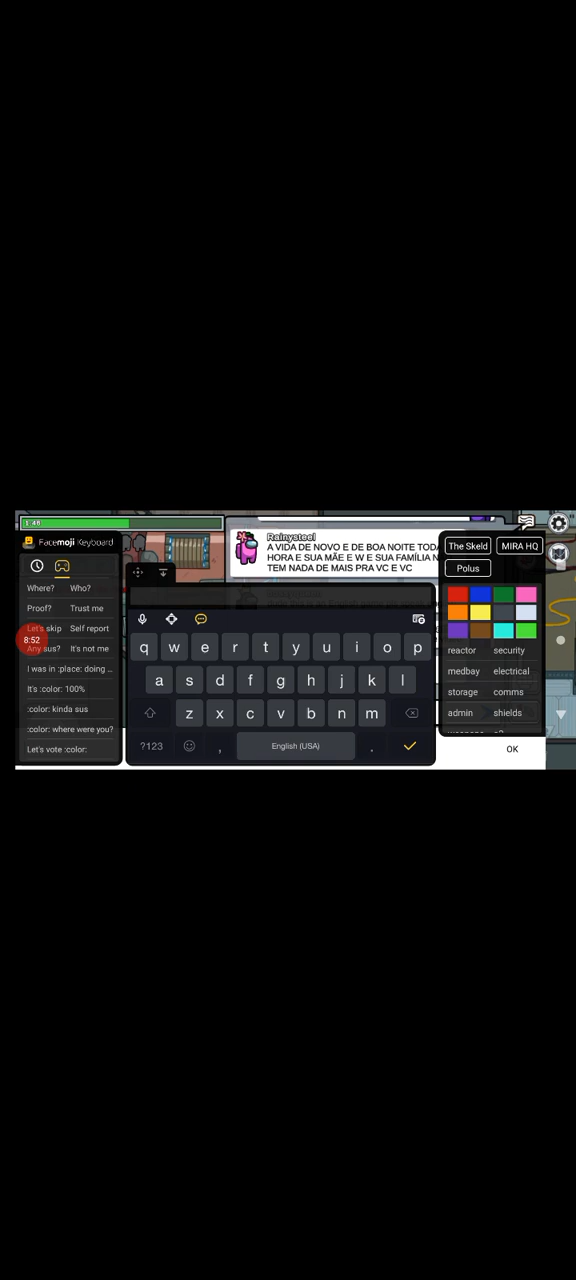 1:40
Facemoji Keyboard
Where? Who?
Proof? Trust me
Let's skip Self report
8:52
Any sus? It's not me
I was in :place: doing ...
It's :color: 100%
:color: kinda sus
:color: where were you?
Let's vote :color:
Rainysteel
A VIDA DE NOVO E DE BOA NOITE TODA
HORA E SUA MÃE E W E SUA FAMÍLIA N
TEM NADA DE MAIS PRA VC E VC
q w e r t y u i o p
a s d f g h j k l
z x c v b n m
?123 , English (USA) .
The Skeld MIRA HQ
Polus
reactor security
medbay electrical
storage comms
admin shields
OK